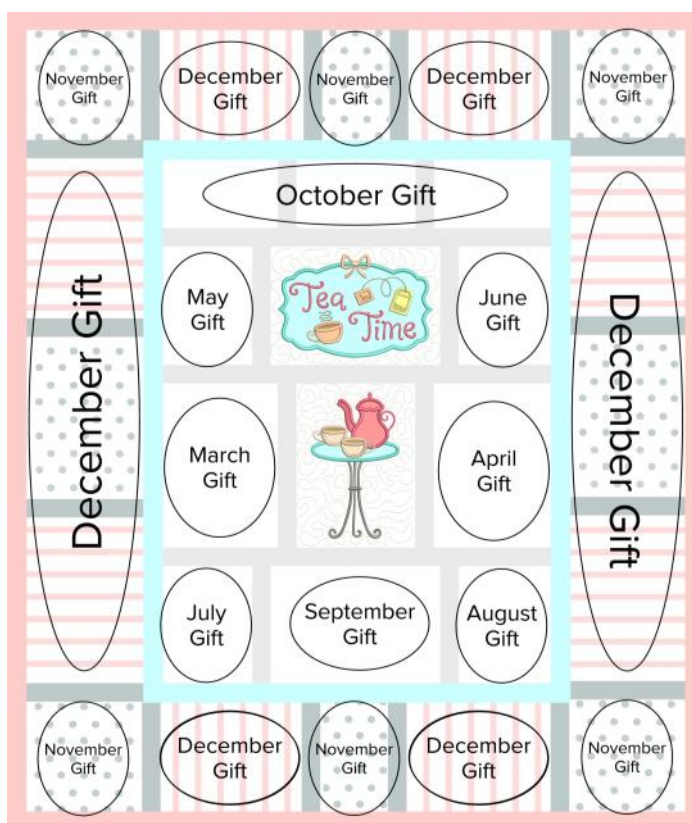 November
Gift
December
Gift
November
Gift
December
Gift
November
Gift
October Gift
May
Gift
Tea
Time
June
Gift
December Gift
March
Gift
April
Gift
December Gift
July
Gift
September
Gift
August
Gift
November
Gift
December
Gift
November
Gift
December
Gift
November
Gift